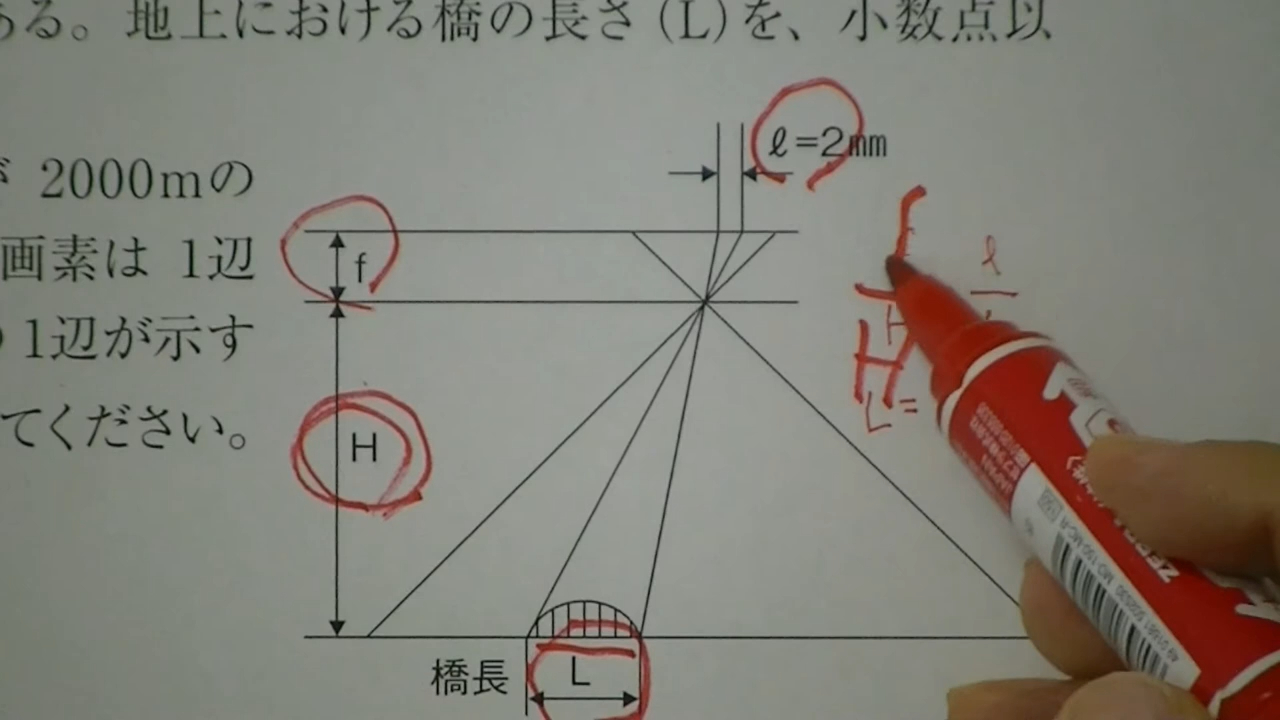 ある。地上における橋の長さ(L)を、小数点以
2000mの
画素は 1辺
1辺が示す
てください。
ℓ=2mm
f
H
橋長
L
f
H
ℓ
H
L=
ZEBRA